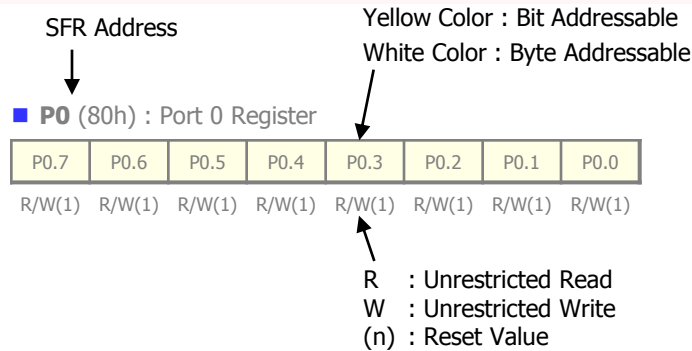 SFR Address
Yellow Color : Bit Addressable
White Color : Byte Addressable
P0 (80h) : Port 0 Register
P0.7 P0.6 P0.5 P0.4 P0.3 P0.2 P0.1 P0.0
R/W(1) R/W(1) R/W(1) R/W(1) R/W(1) R/W(1) R/W(1) R/W(1)
R : Unrestricted Read
W : Unrestricted Write
(n) : Reset Value